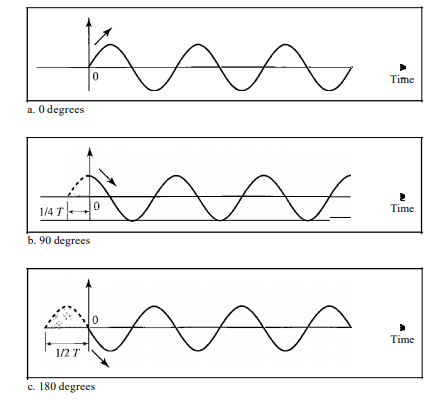 0
Time
a. 0 degrees
1/4 T
0
Time
b. 90 degrees
0
1/2 T
Time
c. 180 degrees